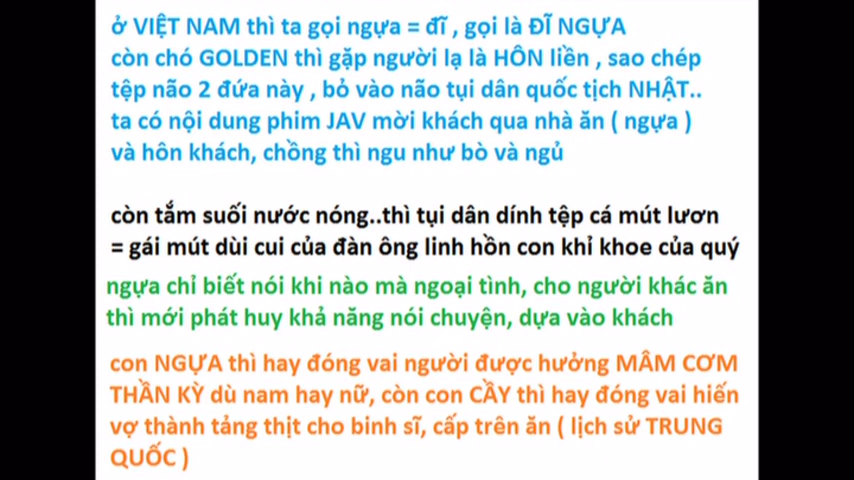 ở VIỆT NAM thì ta gọi ngựa = đĩ , gọi là ĐĨ NGỰA
còn chó GOLDEN thì gặp người lạ là HÔN liền , sao chép
tệp não 2 đứa này , bỏ vào não tụi dân quốc tịch NHẬT..
ta có nội dung phim JAV mời khách qua nhà ăn ( ngựa )
và hôn khách, chồng thì ngu như bò và ngủ
còn tắm suối nước nóng..thì tụi dân dính tệp cá mút lươn
= gái mút dùi cui của đàn ông linh hồn con khỉ khoe của quý
ngựa chỉ biết nói khi nào mà ngoại tình, cho người khác ăn
thì mới phát huy khả năng nói chuyện, dựa vào khách
con NGỰA thì hay đóng vai người được hưởng MÂM CƠM
THẦN KỲ dù nam hay nữ, còn con CẦY thì hay đóng vai hiến
vợ thành tảng thịt cho binh sĩ, cấp trên ăn ( lịch sử TRUNG
QUỐC )